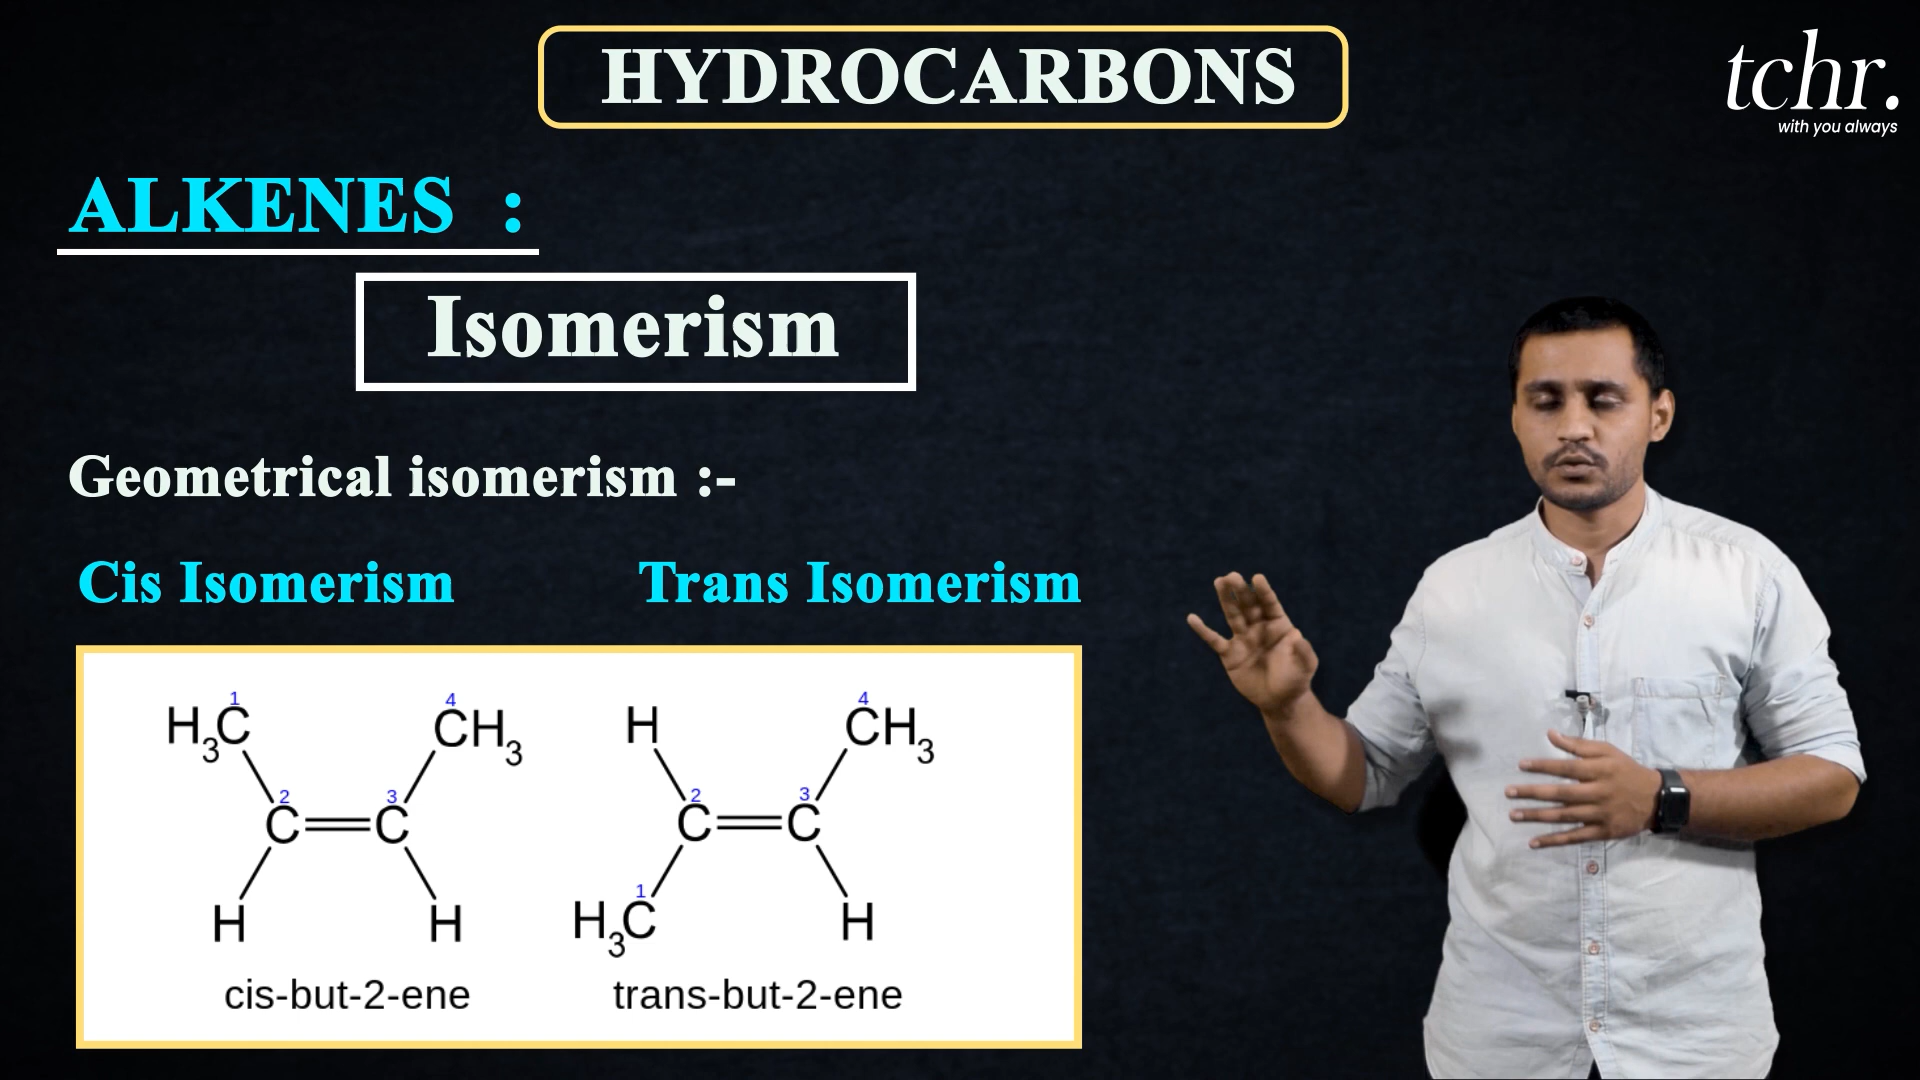 HYDROCARBONS
tchr.
with you always
ALKENES :
Isomerism
Geometrical isomerism :-
Cis Isomerism Trans Isomerism
1 4 4
H3C CH3 H CH3
2 3 2 3
C C C C
1
H H H3C H
cis-but-2-ene trans-but-2-ene